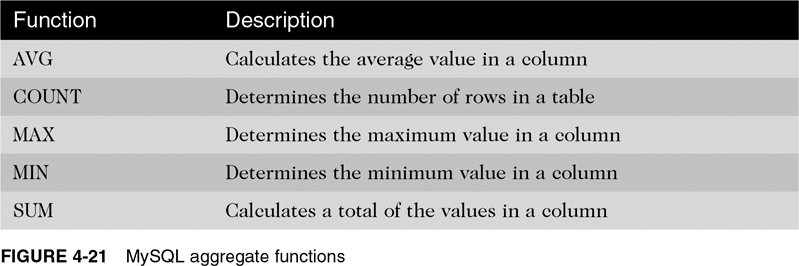 Function Description
AVG Calculates the average value in a column
COUNT Determines the number of rows in a table
MAX Determines the maximum value in a column
MIN Determines the minimum value in a column
SUM Calculates a total of the values in a column
FIGURE 4-21 MySQL aggregate functions